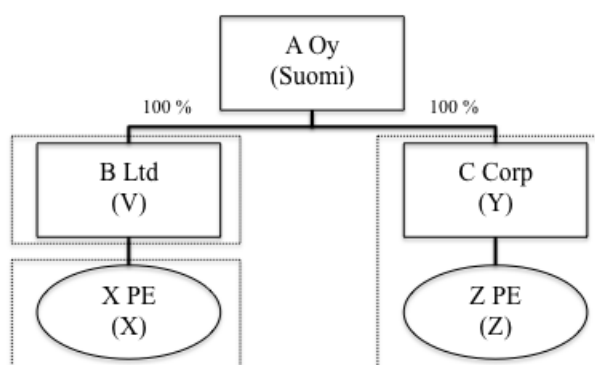 A Oy
(Suomi)
100 %
100 %
B Ltd
(V)
C Corp
(Y)
X PE
(X)
Z PE
(Z)